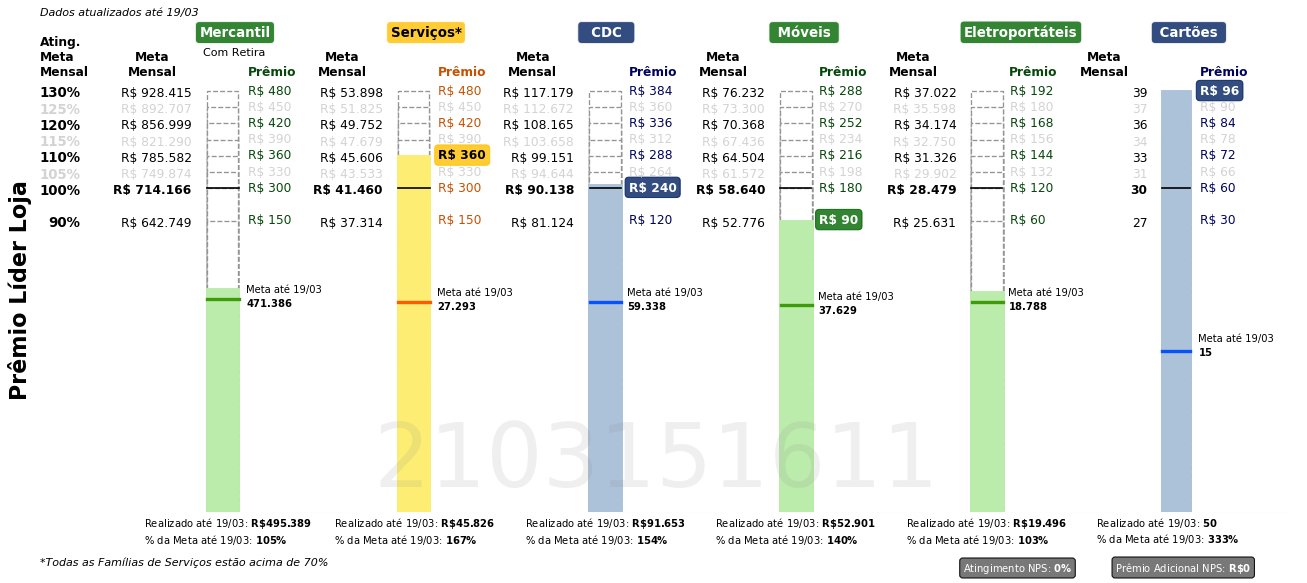 Dados atualizados até 19/03
Mercantil Serviços* CDC Móveis Eletroportáteis Cartões
Com Retira
Ating. Meta Mensal Meta Mensal Prêmio Meta Mensal Prêmio Meta Mensal Prêmio Meta Mensal Prêmio Meta Mensal Prêmio Meta Mensal Prêmio
130% R$ 928.415 R$ 480 R$ 53.898 R$ 480 R$ 117.179 R$ 384 R$ 76.232 R$ 288 R$ 37.022 R$ 192 39 R$ 96
125% R$ 892.707 R$ 450 R$ 51.825 R$ 450 R$ 112.672 R$ 360 R$ 73.300 R$ 270 R$ 35.598 R$ 180 37 R$ 90
120% R$ 856.999 R$ 420 R$ 49.752 R$ 420 R$ 108.165 R$ 336 R$ 70.368 R$ 252 R$ 34.174 R$ 168 36 R$ 84
115% R$ 821.290 R$ 390 R$ 47.679 R$ 390 R$ 103.658 R$ 312 R$ 67.436 R$ 234 R$ 32.750 R$ 156 34 R$ 78
110% R$ 785.582 R$ 360 R$ 45.606 R$ 360 R$ 99.151 R$ 288 R$ 64.504 R$ 216 R$ 31.326 R$ 144 33 R$ 72
105% R$ 749.874 R$ 330 R$ 43.533 R$ 330 R$ 94.644 R$ 264 R$ 61.572 R$ 198 R$ 29.902 R$ 132 31 R$ 66
100% R$ 714.166 R$ 300 R$ 41.460 R$ 300 R$ 90.138 R$ 240 R$ 58.640 R$ 180 R$ 28.479 R$ 120 30 R$ 60
90% R$ 642.749 R$ 150 R$ 37.314 R$ 150 R$ 81.124 R$ 120 R$ 52.776 R$ 90 R$ 25.631 R$ 60 27 R$ 30
Prêmio Líder Loja
Meta até 19/03 Meta até 19/03 Meta até 19/03 Meta até 19/03 Meta até 19/03
471.386 27.293 59.338 37.629 18.788
Meta até 19/03
15
2103151611
Realizado até 19/03: R$495.389 Realizado até 19/03: R$45.826 Realizado até 19/03: R$91.653 Realizado até 19/03: R$52.901 Realizado até 19/03: R$19.496 Realizado até 19/03: 50
% da Meta até 19/03: 105% % da Meta até 19/03: 167% % da Meta até 19/03: 154% % da Meta até 19/03: 140% % da Meta até 19/03: 103% % da Meta até 19/03: 333%
*Todas as Famílias de Serviços estão acima de 70% Atingimento NPS: 0% Prêmio Adicional NPS: R$0